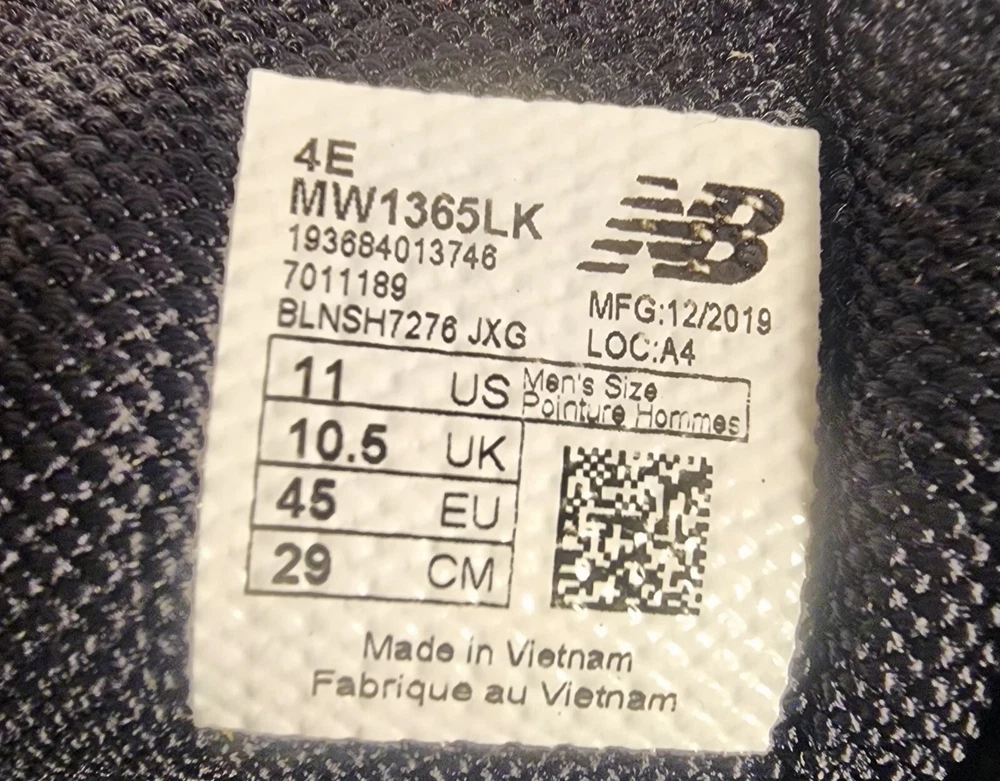 4E
MW1365LK
193684013746
7011189
BLNSH7276 JXG
NB
MFG:12/2019
LOC:A4
11 US
Men's Size
Pointure Hommes
10.5 UK
45 EU
29 CM
Made in Vietnam
Fabrique au Vietnam